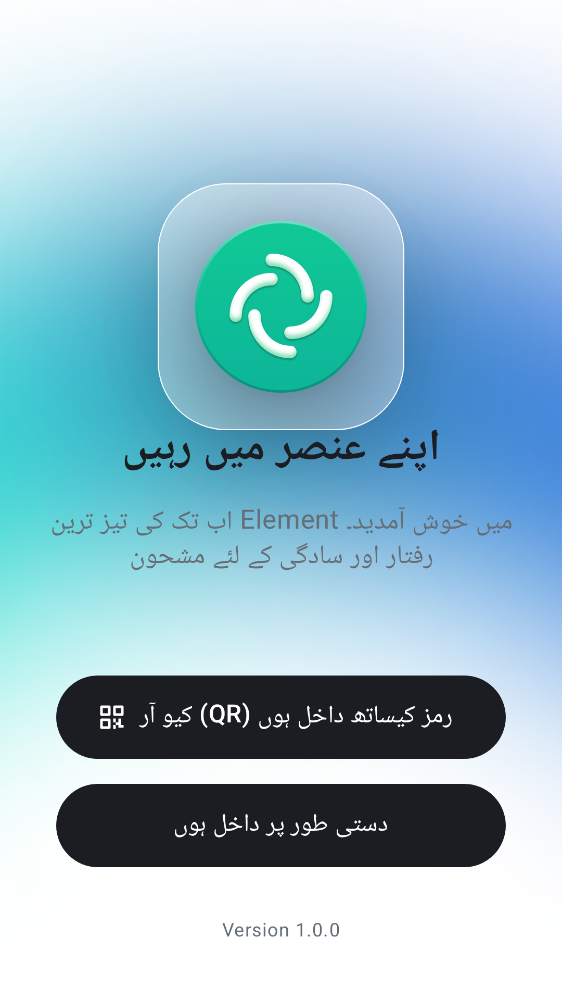 اپنے عنصر میں رہیں
میں خوش آمدید۔ Element اب تک کی تیز ترین
رفتار اور سادگی کے لئے مشحون
رمز کیساتھ داخل ہوں (QR) کیو آر
دستی طور پر داخل ہوں
Version 1.0.0